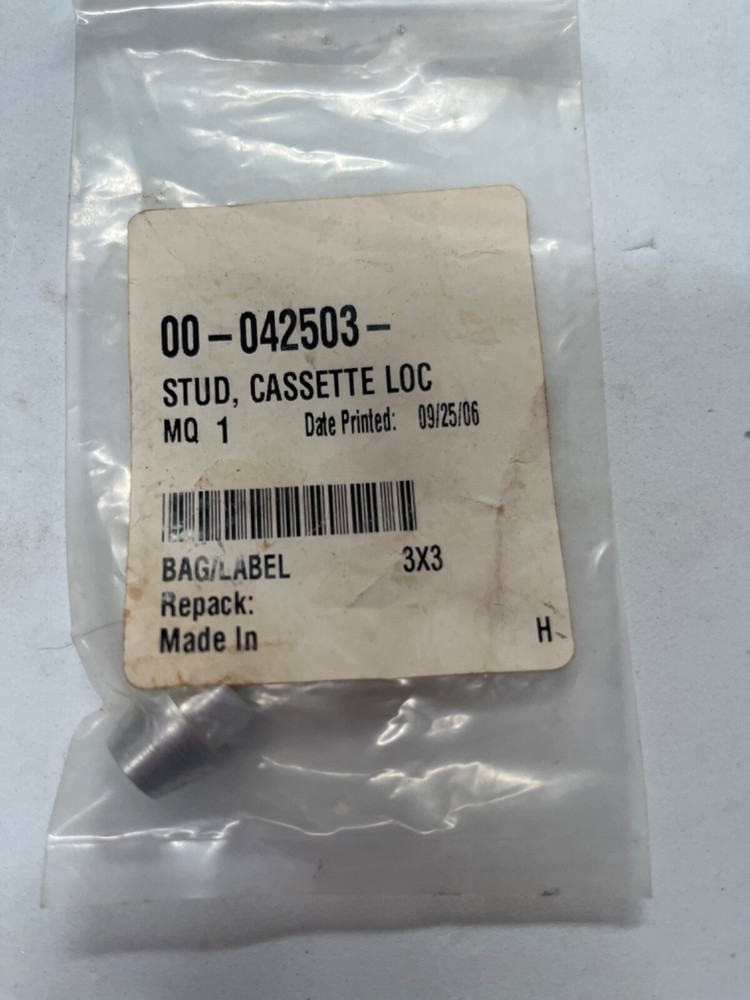 00-042503-
STUD, CASSETTE LOC
MQ 1 Date Printed: 09/25/06
BAG/LABEL 3X3
Repack:
Made In H